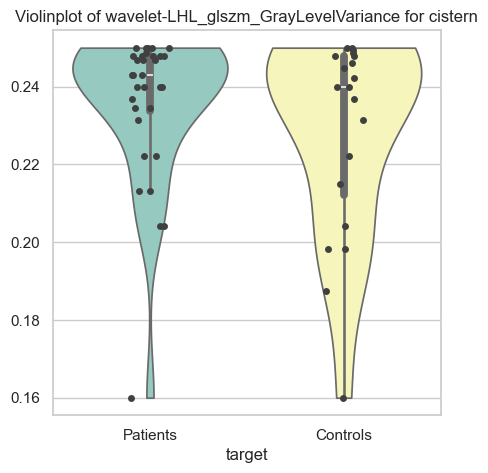 Violinplot of wavelet-LHL_glszm_GrayLevelVariance for cistern
0.24
0.22
0.20
0.18
0.16
Patients
Controls
target